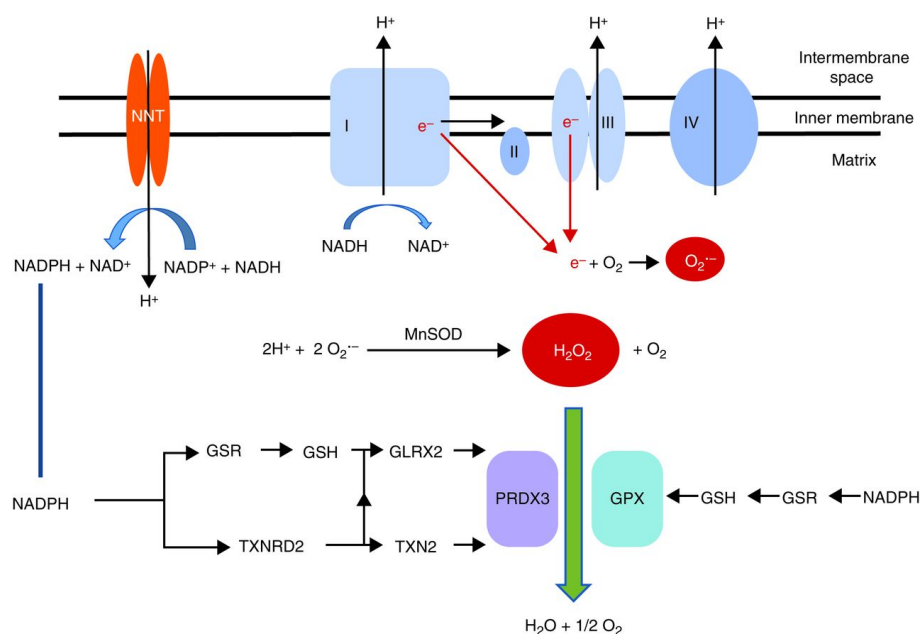 H⁺ H⁺ H⁺
Intermembrane
space
NNT
I
e⁻
II
e⁻
III
IV
Inner membrane
Matrix
NADH NAD⁺
NADPH + NAD⁺ NADP⁺ + NADH
H⁺
e⁻ + O₂ O₂·⁻
2H⁺ + 2 O₂·⁻ MnSOD H₂O₂ + O₂
GSR GSH GLRX2
NADPH
PRDX3 GPX GSH GSR NADPH
TXNRD2 TXN2
H₂O + 1/2 O₂